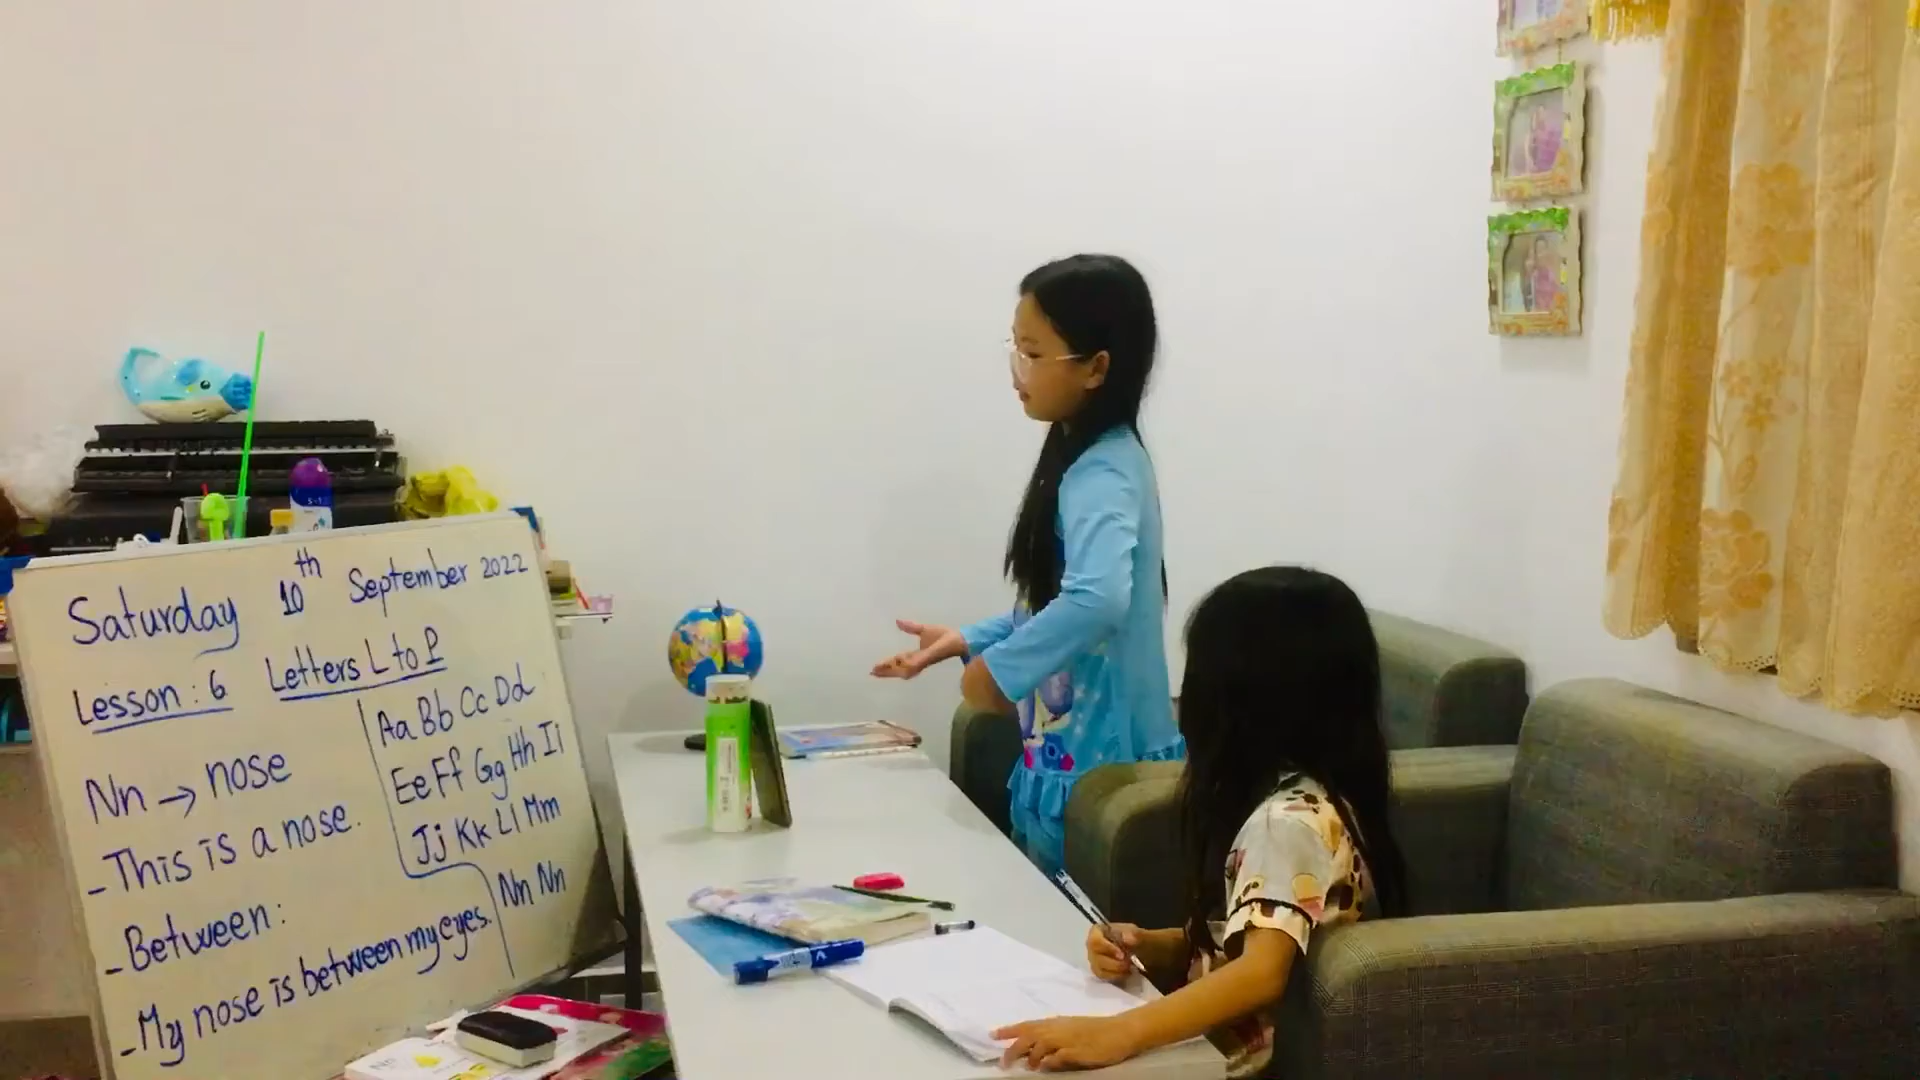 Saturday 10th September 2022
Lesson: 6 Letters L to P
Nn → nose
- This is a nose.
- Between:
- My nose is between my eyes.
Aa Bb Cc Dd
Ee Ff Gg Hh Ii
Jj Kk Ll Mm
Nn Nn